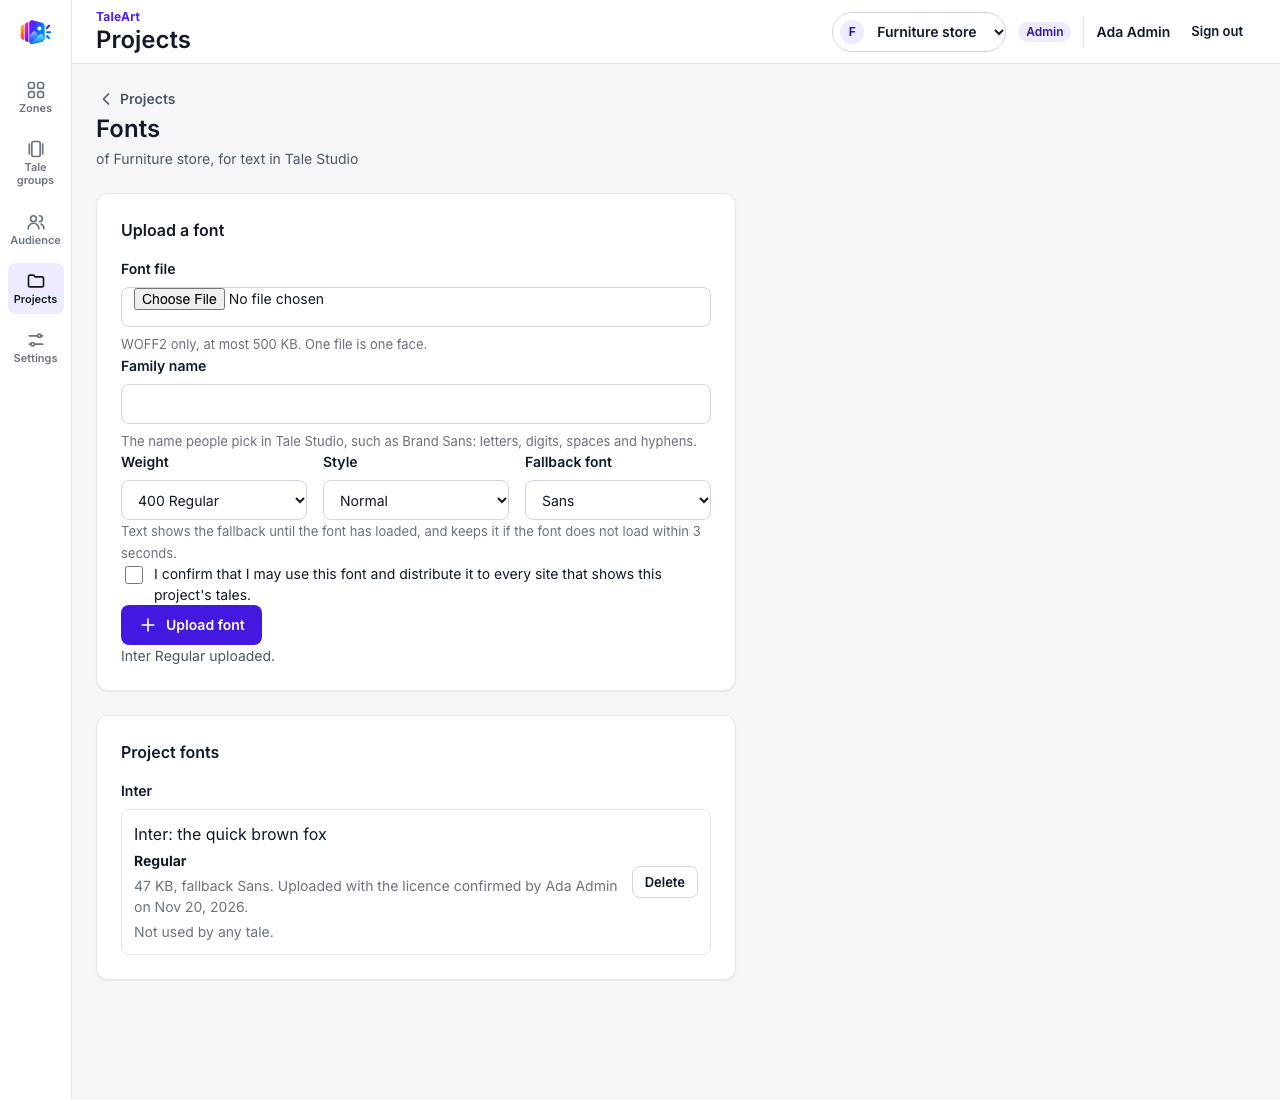 TaleArt
Projects
F Furniture store
Admin
Ada Admin
Sign out
Zones
Tale groups
Audience
Projects
Settings
Projects
Fonts
of Furniture store, for text in Tale Studio
Upload a font
Font file
Choose File No file chosen
WOFF2 only, at most 500 KB. One file is one face.
Family name
The name people pick in Tale Studio, such as Brand Sans: letters, digits, spaces and hyphens.
Weight Style Fallback font
400 Regular Normal Sans
Text shows the fallback until the font has loaded, and keeps it if the font does not load within 3
seconds.
I confirm that I may use this font and distribute it to every site that shows this
project's tales.
Upload font
Inter Regular uploaded.
Project fonts
Inter
Inter: the quick brown fox
Regular
47 KB, fallback Sans. Uploaded with the licence confirmed by Ada Admin
on Nov 20, 2026.
Delete
Not used by any tale.